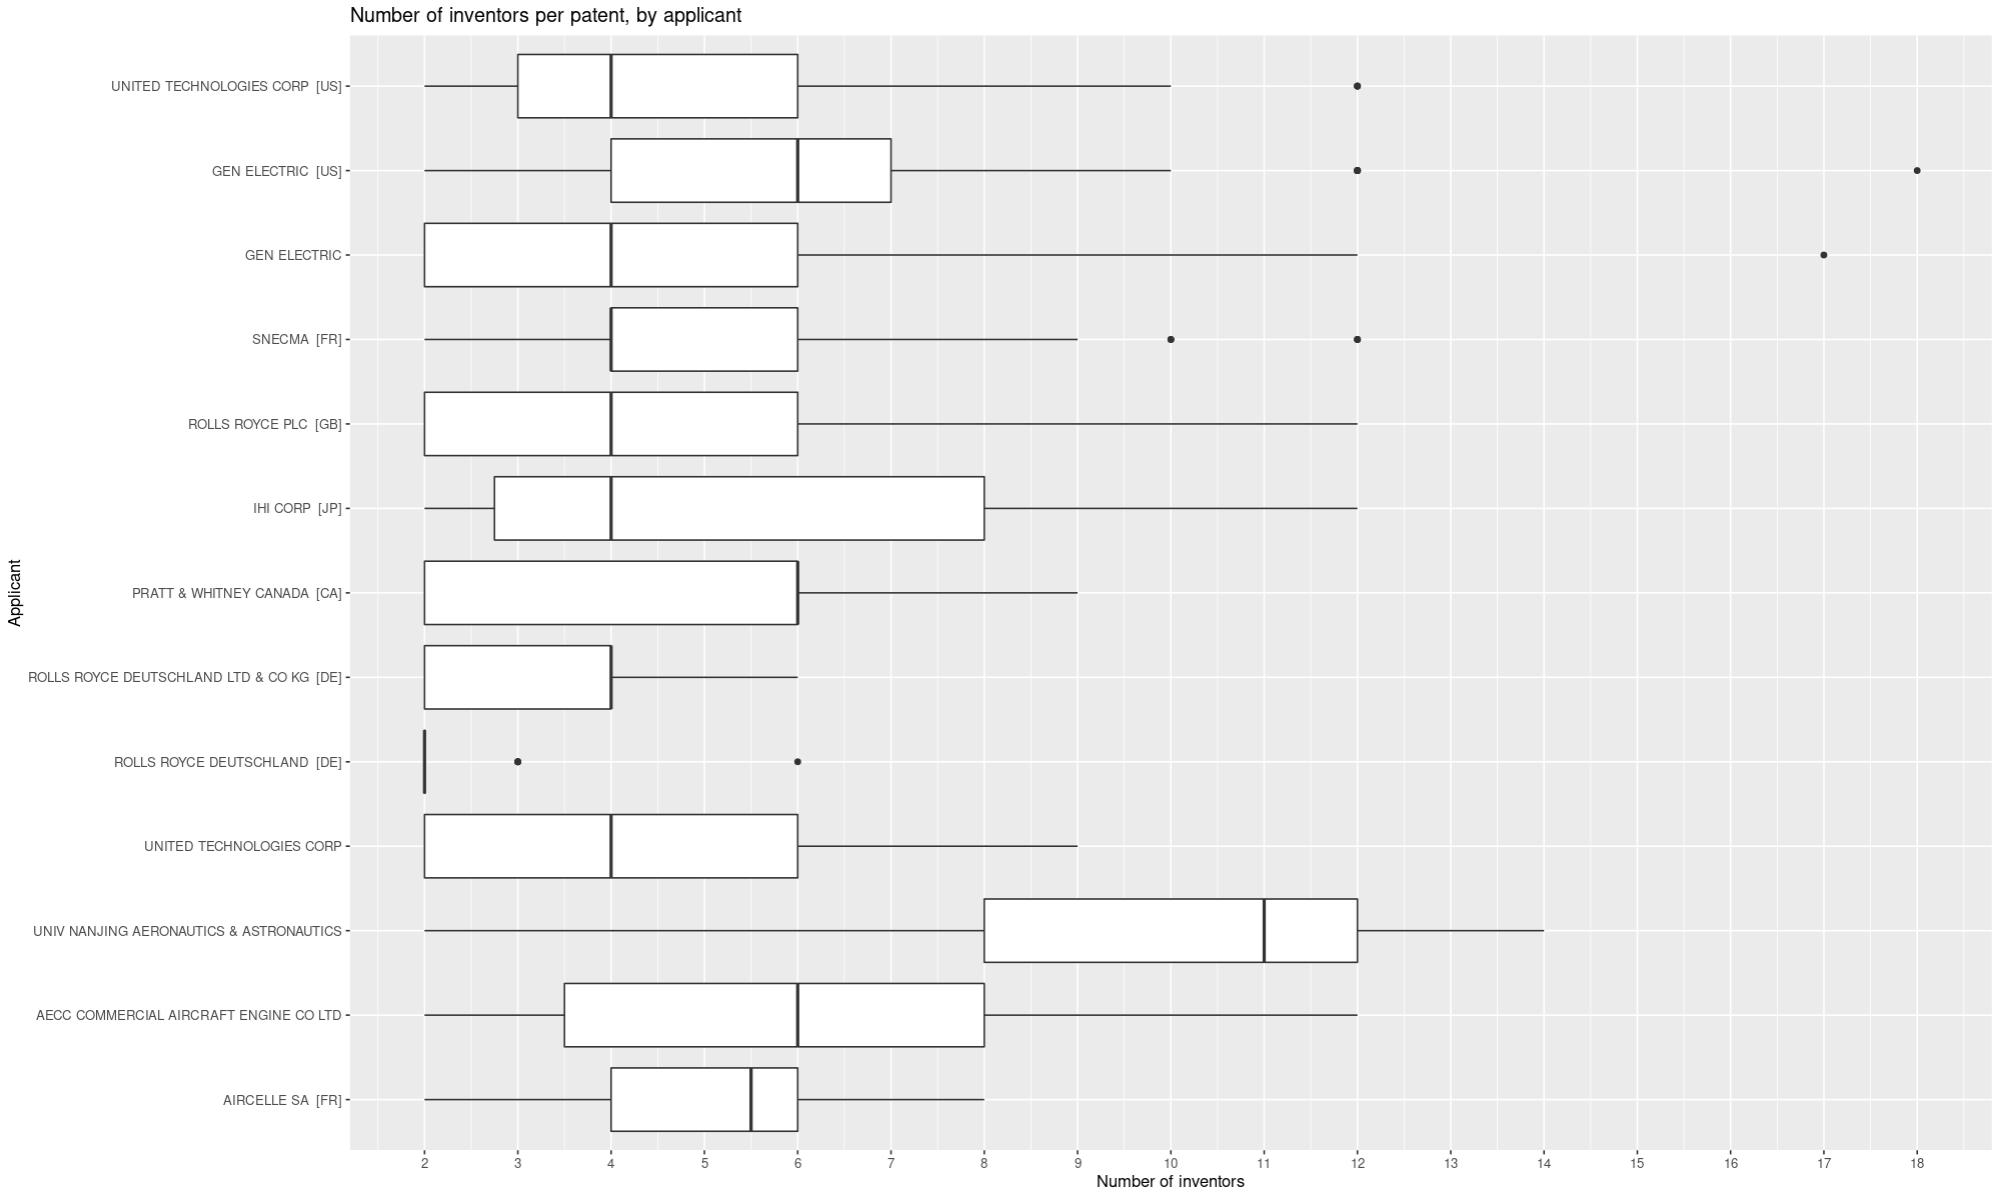 Number of inventors per patent, by applicant
UNITED TECHNOLOGIES CORP [US]
GEN ELECTRIC [US]
GEN ELECTRIC
SNECMA [FR]
ROLLS ROYCE PLC [GB]
IHI CORP [JP]
PRATT & WHITNEY CANADA [CA]
ROLLS ROYCE DEUTSCHLAND LTD & CO KG [DE]
ROLLS ROYCE DEUTSCHLAND [DE]
UNITED TECHNOLOGIES CORP
UNIV NANJING AERONAUTICS & ASTRONAUTICS
AECC COMMERCIAL AIRCRAFT ENGINE CO LTD
AIRCELLE SA [FR]
Applicant
2 3 4 5 6 7 8 9 10 11 12 13 14 15 16 17 18
Number of inventors